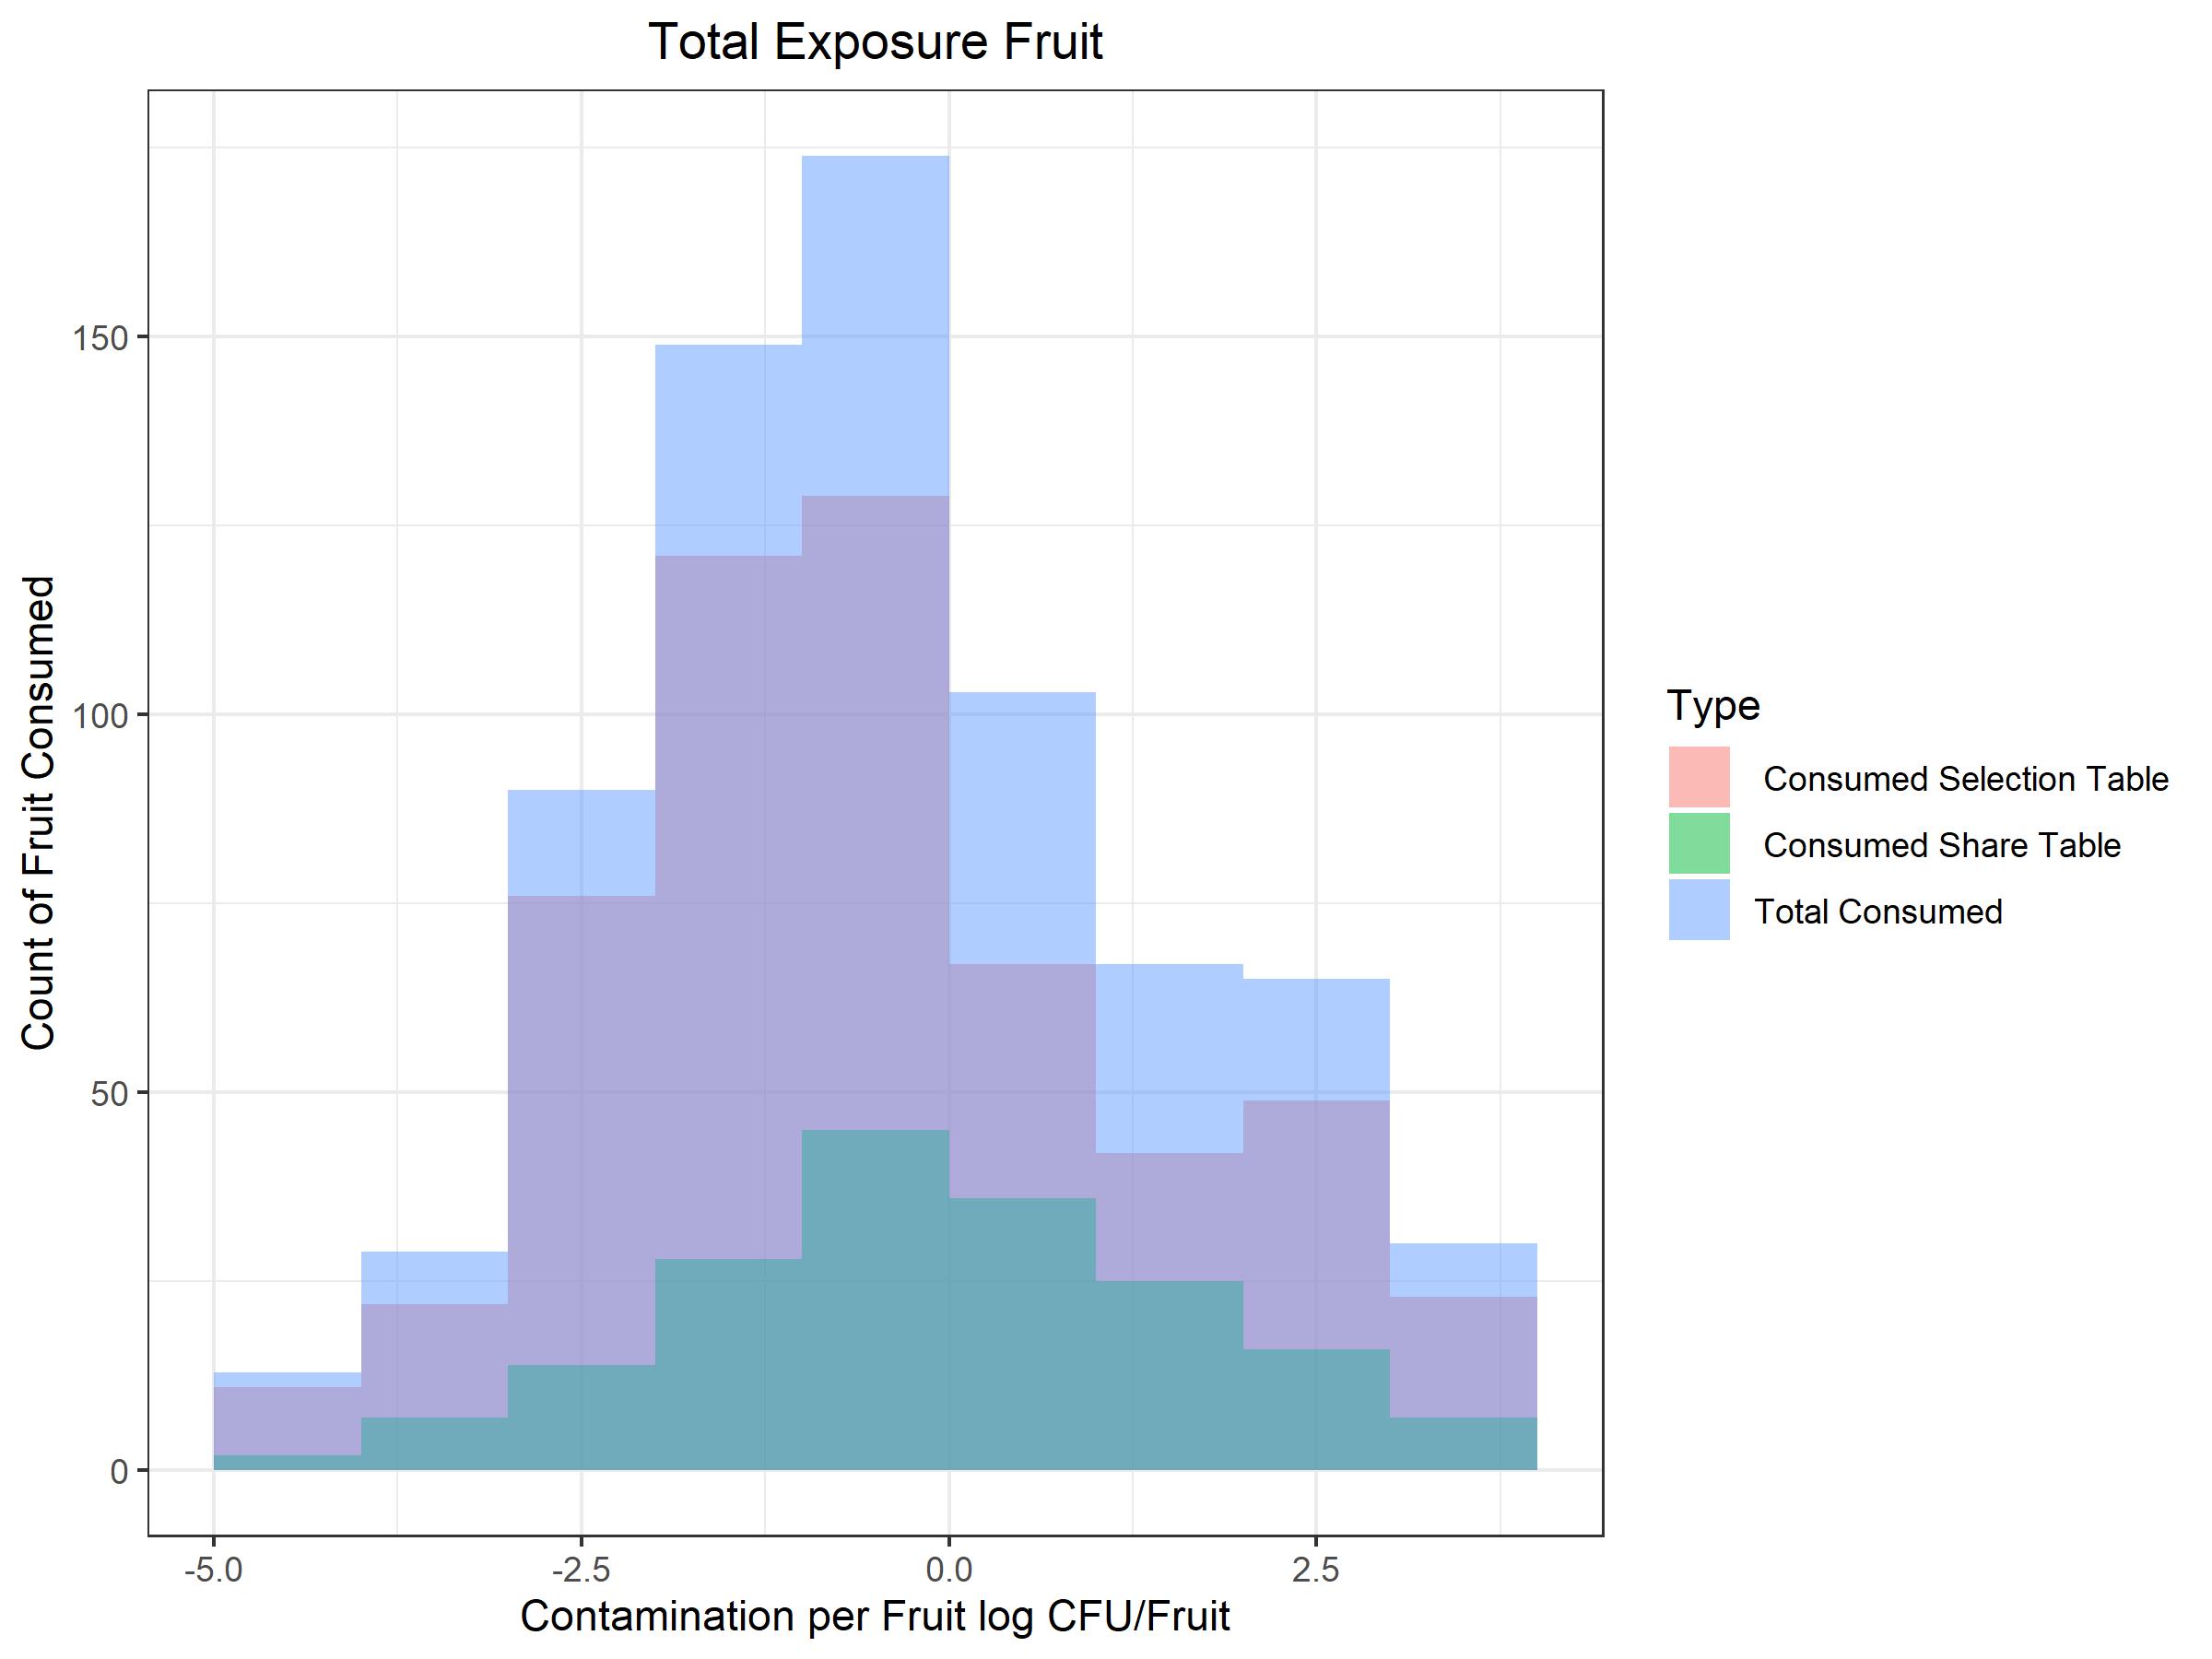 Total Exposure Fruit
Count of Fruit Consumed
150
100
50
0
-5.0
-2.5
0.0
2.5
Contamination per Fruit log CFU/Fruit
Type
Consumed Selection Table
Consumed Share Table
Total Consumed